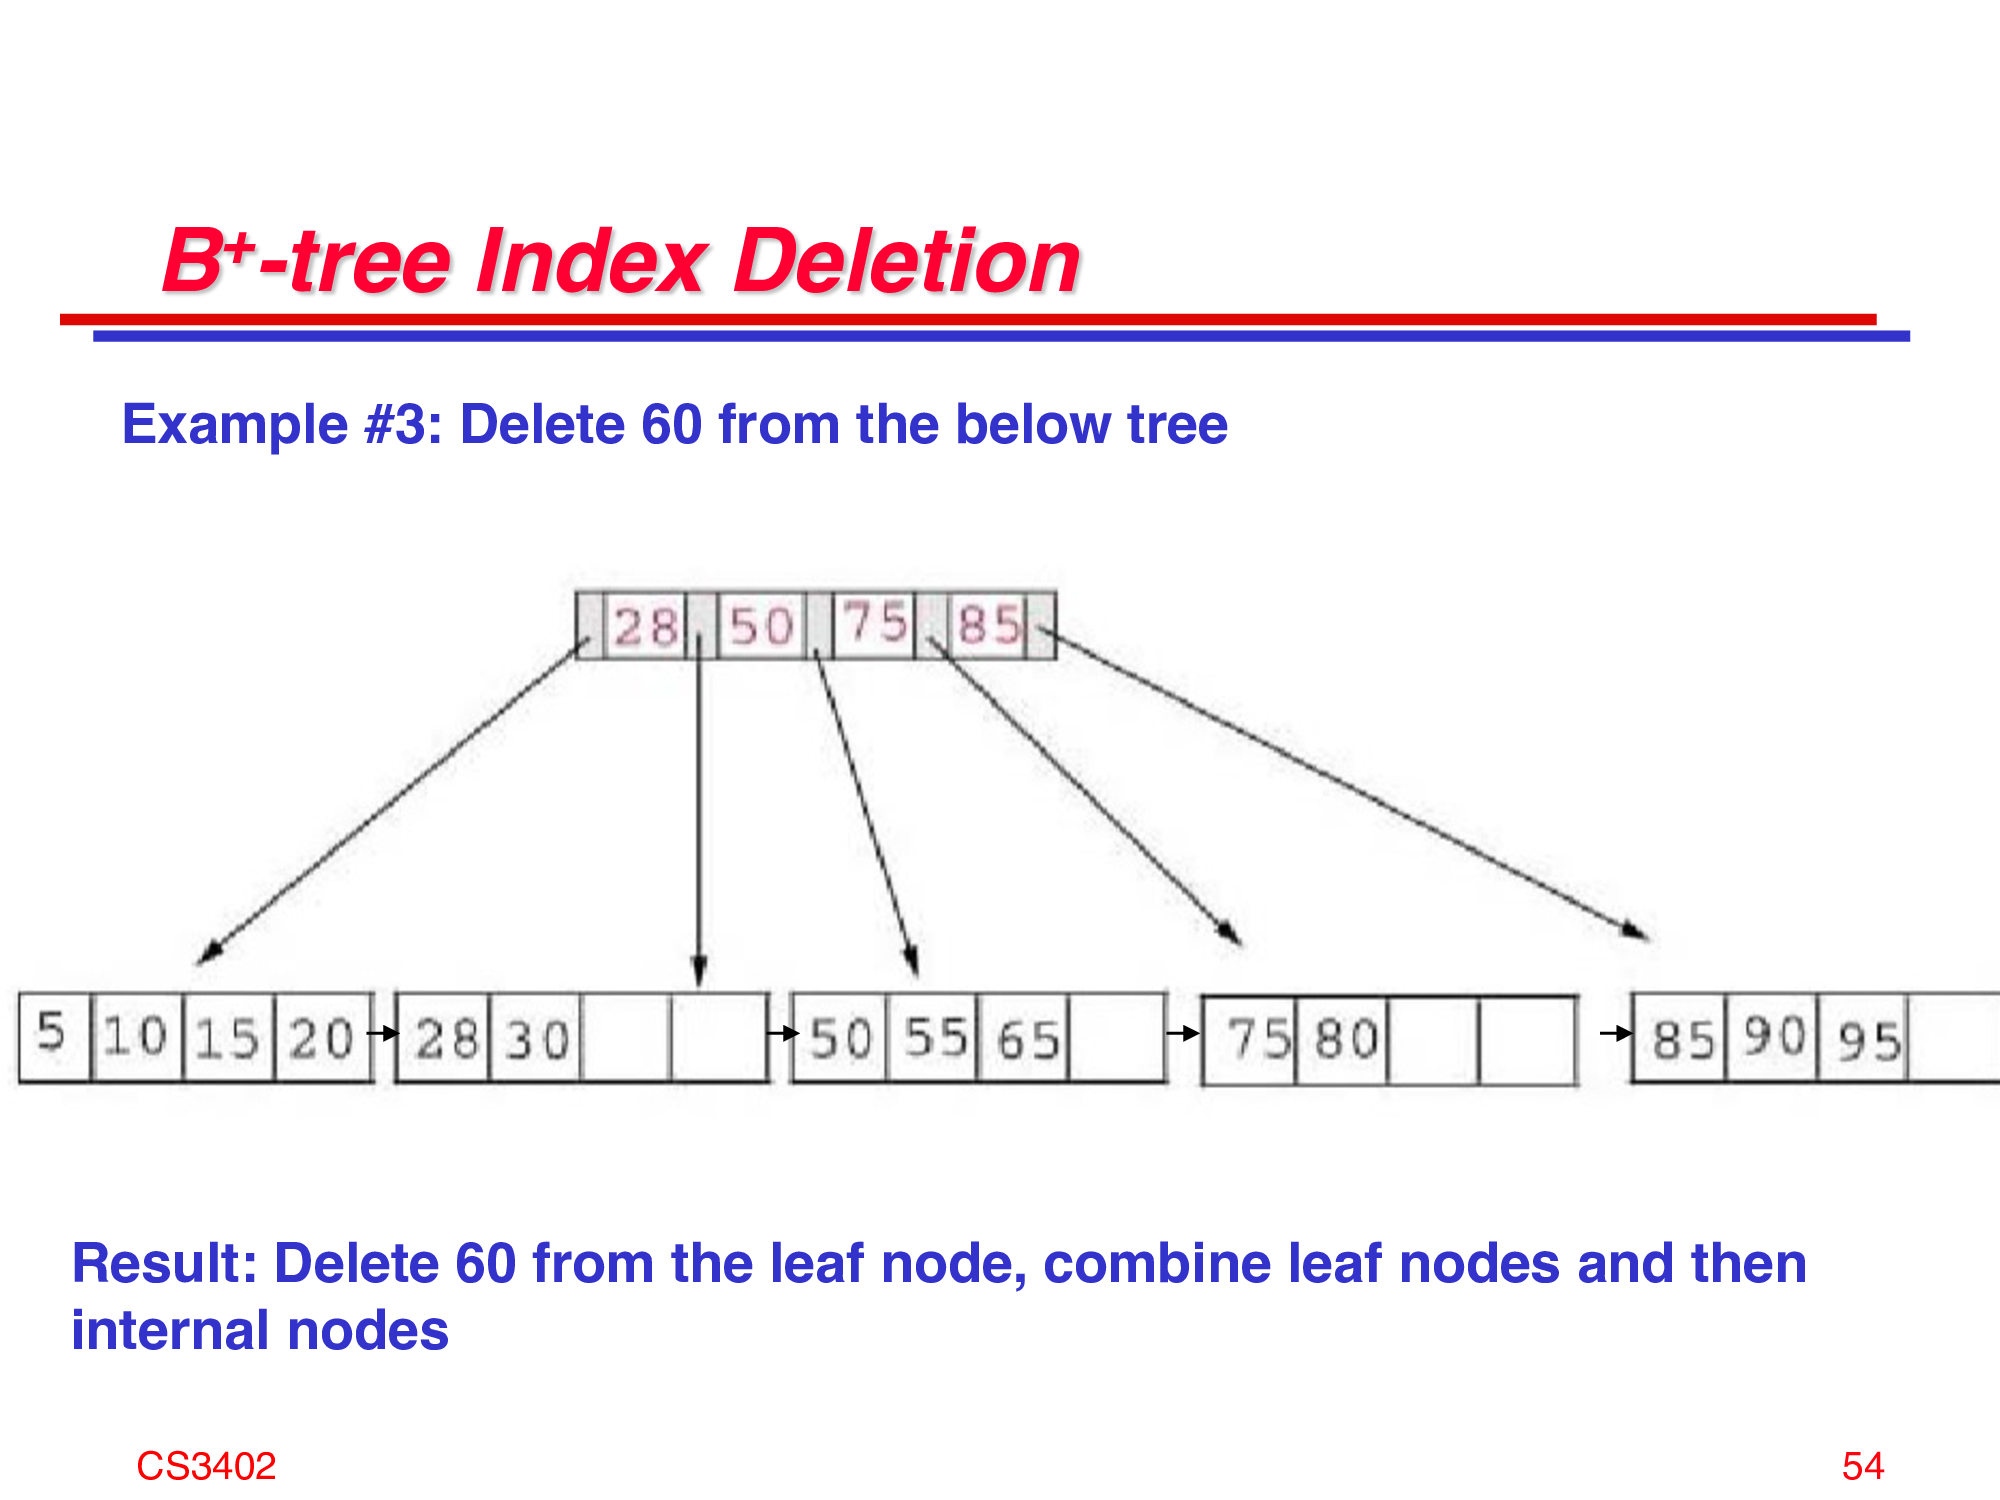 B+-tree Index Deletion
Example #3: Delete 60 from the below tree
28 50 75 85
5 10 15 20 28 30 50 55 65 75 80 85 90 95
Result: Delete 60 from the leaf node, combine leaf nodes and then
internal nodes
CS3402 54